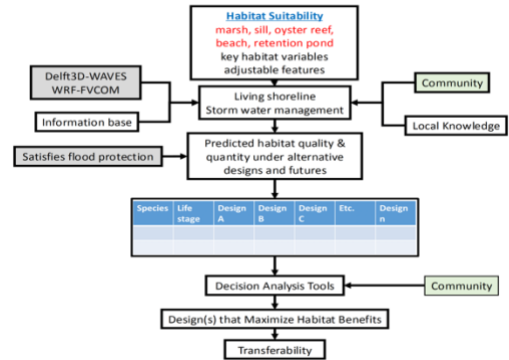 Habitat Suitability
marsh, sill, oyster reef,
beach, retention pond
key habitat variables
adjustable features
Delft3D-WAVES
WRF-FVCOM
Community
Living shoreline
Storm water management
Information base
Local Knowledge
Predicted habitat quality &
quantity under alternative
designs and futures
Satisfies flood protection
Species Life stage Design A Design B Design C Etc. Design n
Decision Analysis Tools
Community
Design(s) that Maximize Habitat Benefits
Transferability